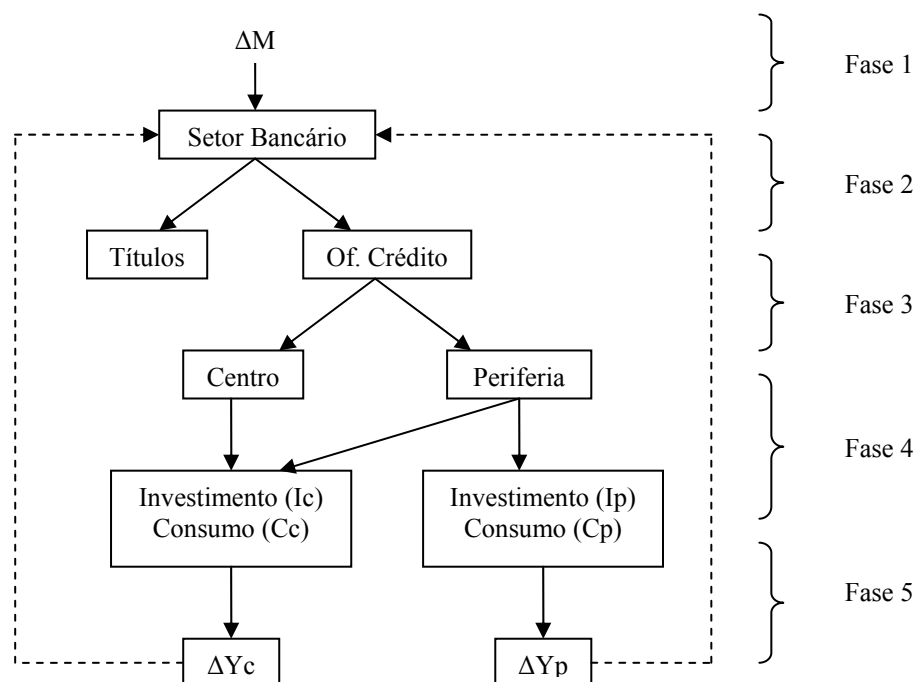 ΔM
Fase 1
Setor Bancário
Fase 2
Títulos
Of. Crédito
Fase 3
Centro
Periferia
Fase 4
Investimento (Ic)
Consumo (Cc)
Investimento (Ip)
Consumo (Cp)
Fase 5
ΔYc
ΔYp